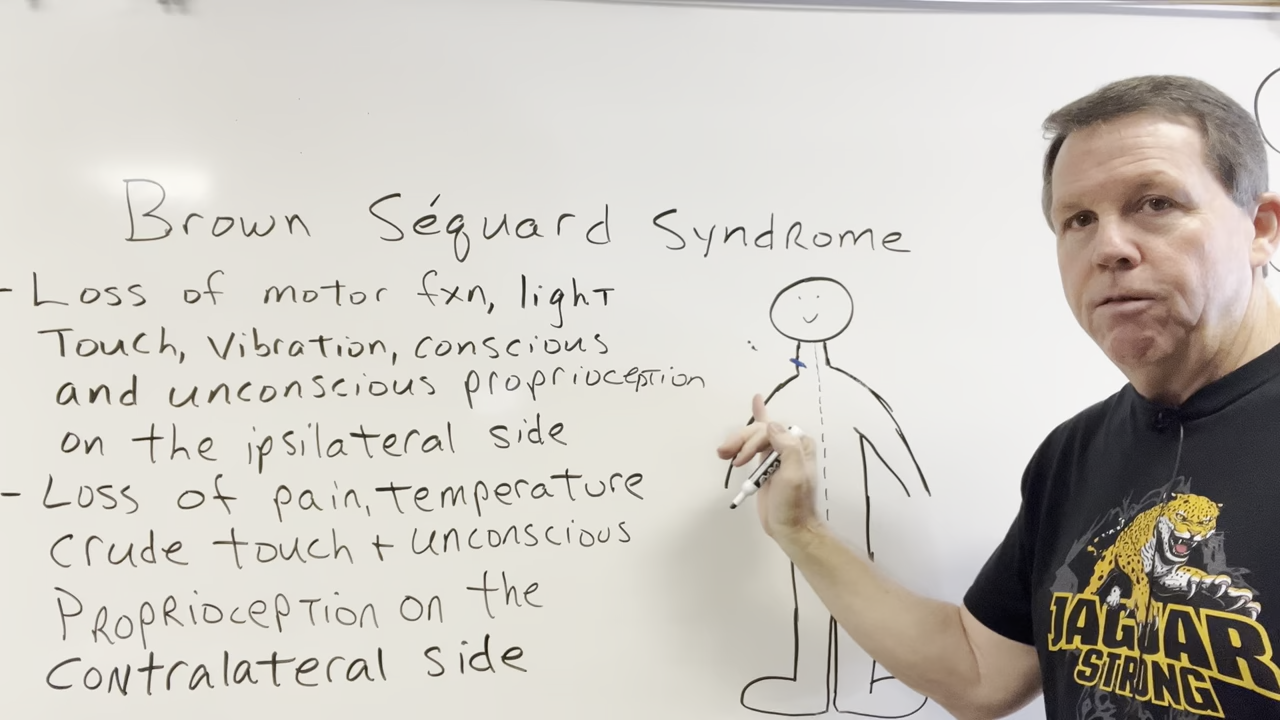 Brown Séquard Syndrome
- Loss of motor fxn, light
Touch, Vibration, conscious
and unconscious proprioception
on the ipsilateral side
- Loss of pain, temperature
crude touch + unconscious
Proprioception on the
contralateral side
JAGUAR
STRONG